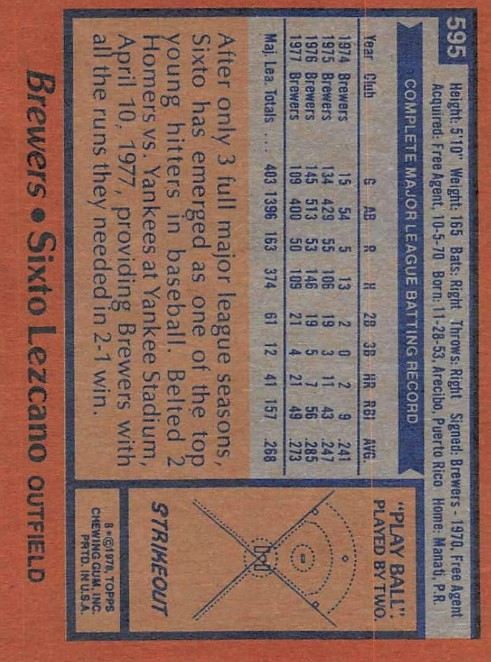 595
Height: 5'10" Weight: 165 Bats: Right Throws: Right Signed: Brewers - 1970, Free Agent
Acquired: Free Agent, 10-5-70 Born: 11-28-53, Arecibo, Puerto Rico Home: Manati, P.R.
COMPLETE MAJOR LEAGUE BATTING RECORD
Year Club G AB R H 2B 3B HR RBI AVG.
1974 Brewers 15 54 5 13 2 0 2 9 .241
1975 Brewers 134 429 55 106 19 3 11 43 .247
1976 Brewers 145 513 53 146 19 5 7 56 .285
1977 Brewers 109 400 50 109 21 4 21 49 .273
Maj. Lea. Totals .... 403 1396 163 374 61 12 41 157 .268
After only 3 full major league seasons,
Sixto has emerged as one of the top
young hitters in baseball. Belted 2
Homers vs. Yankees at Yankee Stadium,
April 10, 1977, providing Brewers with
all the runs they needed in 2-1 win.
"PLAY BALL".
PLAYED BY TWO
STRIKEOUT
B•©1978, TOPPS
CHEWING GUM, INC.
PRTD. IN U.S.A.
Brewers • Sixto Lezcano OUTFIELD